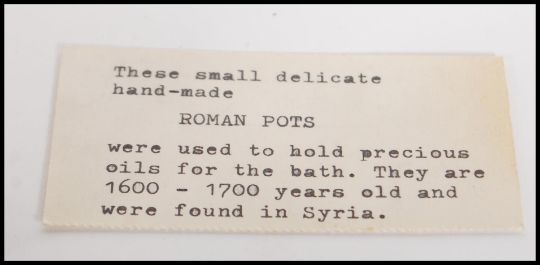 These small delicate
hand-made
ROMAN POTS
were used to hold precious
oils for the bath. They are
1600 - 1700 years old and
were found in Syria.